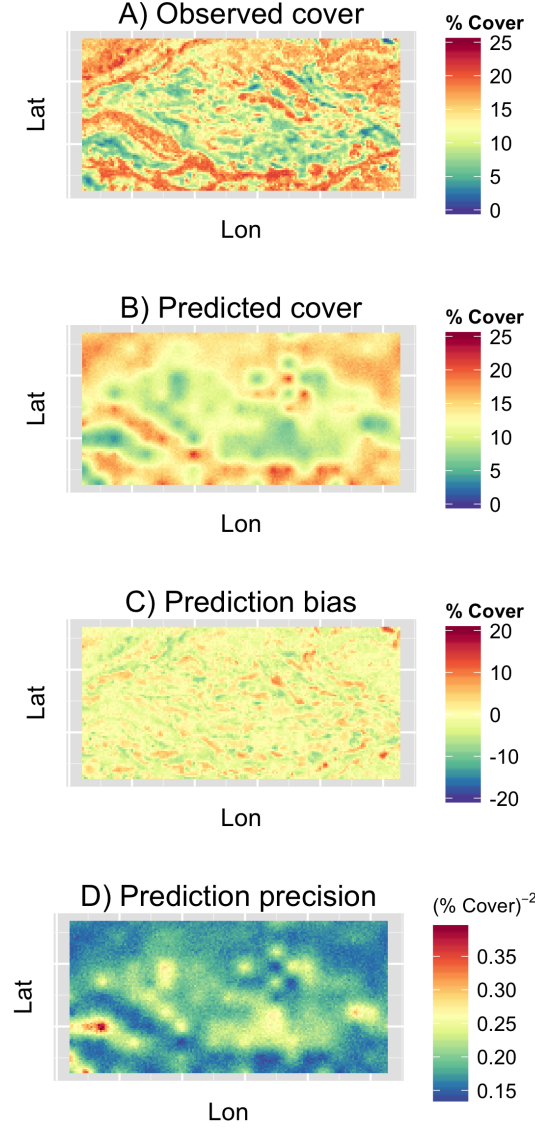 A) Observed cover
% Cover
25
20
15
10
5
0
Lat
Lon
B) Predicted cover
% Cover
25
20
15
10
5
0
Lat
Lon
C) Prediction bias
% Cover
20
10
0
-10
-20
Lat
Lon
D) Prediction precision
(% Cover)⁻²
0.35
0.30
0.25
0.20
0.15
Lat
Lon